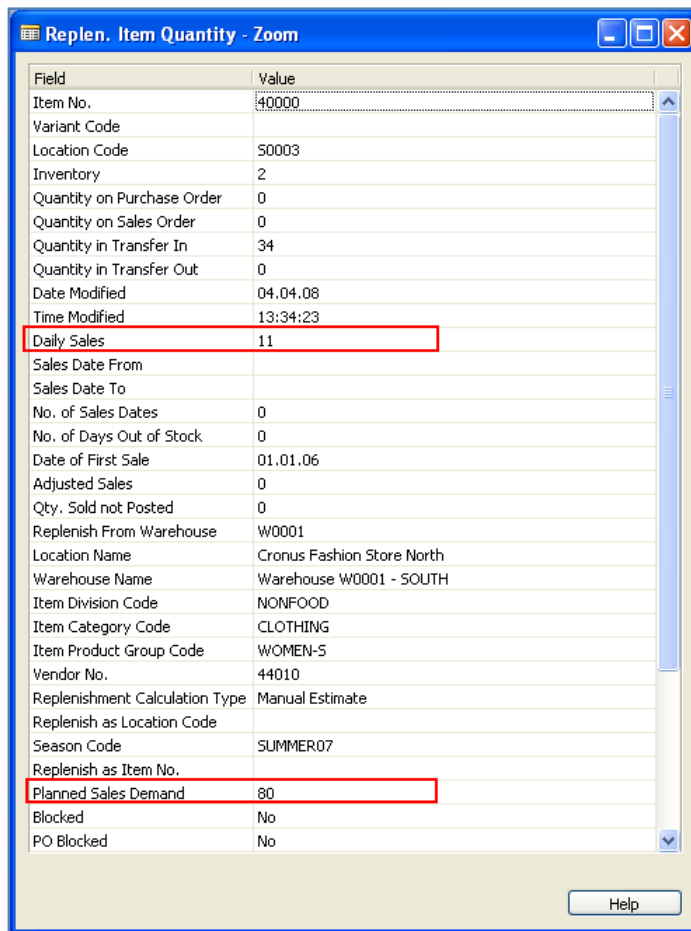 Replen. Item Quantity - Zoom
Field Value
Item No. 40000
Variant Code
Location Code S0003
Inventory 2
Quantity on Purchase Order 0
Quantity on Sales Order 0
Quantity in Transfer In 34
Quantity in Transfer Out 0
Date Modified 04.04.08
Time Modified 13:34:23
Daily Sales 11
Sales Date From
Sales Date To
No. of Sales Dates 0
No. of Days Out of Stock 0
Date of First Sale 01.01.06
Adjusted Sales 0
Qty. Sold not Posted 0
Replenish From Warehouse W0001
Location Name Cronus Fashion Store North
Warehouse Name Warehouse W0001 - SOUTH
Item Division Code NONFOOD
Item Category Code CLOTHING
Item Product Group Code WOMEN-S
Vendor No. 44010
Replenishment Calculation Type Manual Estimate
Replenish as Location Code
Season Code SUMMER07
Replenish as Item No.
Planned Sales Demand 80
Blocked No
PO Blocked No
Help